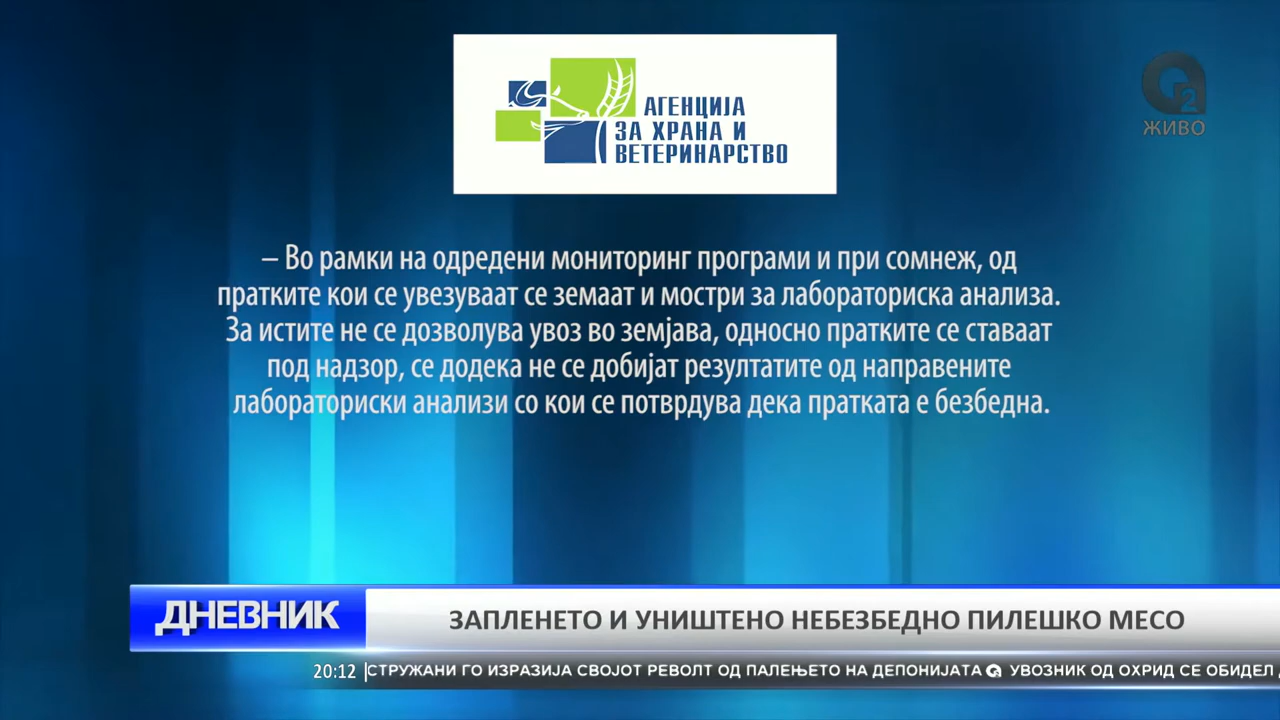 АГЕНЦИЈА
ЗА ХРАНА И
ВЕТЕРИНАРСТВО
2
ЖИВО
– Во рамки на одредени мониторинг програми и при сомнеж, од
пратките кои се увезуваат се земаат и мостри за лабораториска анализа.
За истите не се дозволува увоз во земјава, односно пратките се ставаат
под надзор, се додека не се добијат резултатите од направените
лабораториски анализи со кои се потврдува дека пратката е безбедна.
ДНЕВНИК
ЗАПЛЕНЕТО И УНИШТЕНО НЕБЕЗБЕДНО ПИЛЕШКО МЕСО
20:12
СТРУЖАНИ ГО ИЗРАЗИЈА СВОЈОТ РЕВОЛТ ОД ПАЛЕЊЕТО НА ДЕПОНИЈАТА УВОЗНИК ОД ОХРИД СЕ ОБИДЕЛ